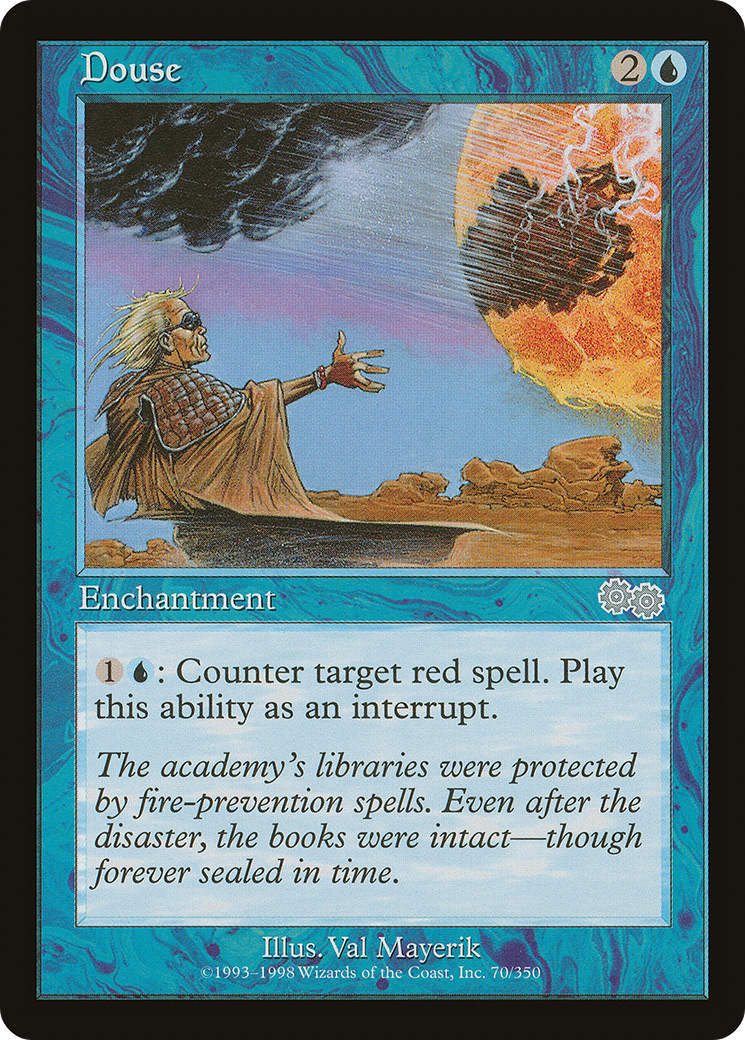 Douse
2
Enchantment
1 : Counter target red spell. Play
this ability as an interrupt.
The academy's libraries were protected
by fire-prevention spells. Even after the
disaster, the books were intact—though
forever sealed in time.
Illus. Val Mayerik
©1993–1998 Wizards of the Coast, Inc. 70/350